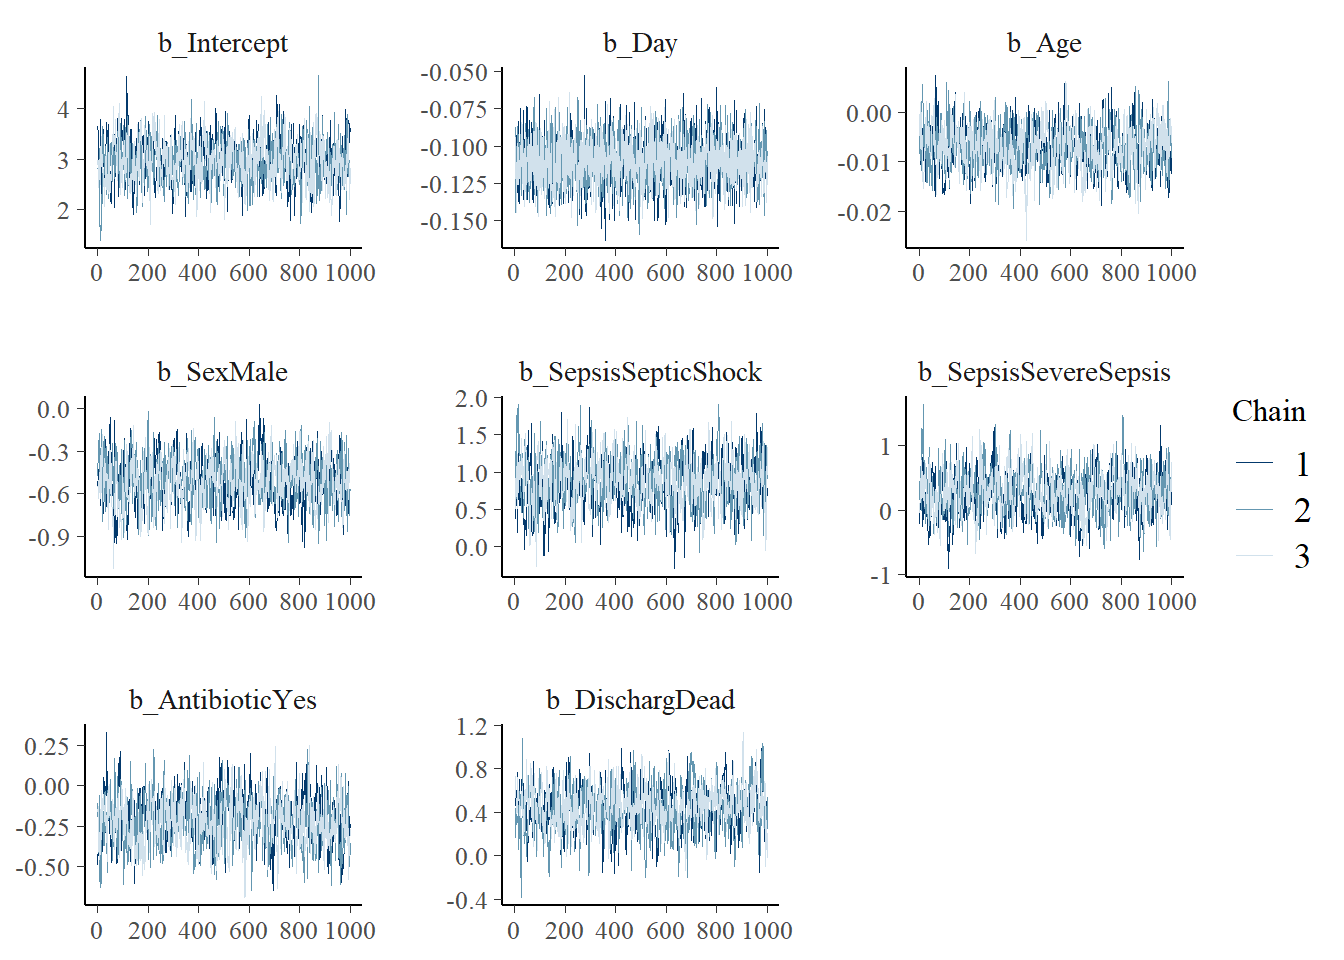 b_Intercept
4
3
2
0 200 400 600 800 1000
b_Day
-0.050
-0.075
-0.100
-0.125
-0.150
0 200 400 600 800 1000
b_Age
0.00
-0.01
-0.02
0 200 400 600 800 1000
b_SexMale
0.0
-0.3
-0.6
-0.9
0 200 400 600 800 1000
b_SepsisSepticShock
2.0
1.5
1.0
0.5
0.0
0 200 400 600 800 1000
b_SepsisSevereSepsis
1
0
-1
0 200 400 600 800 1000
Chain
1
2
3
b_AntibioticYes
0.25
0.00
-0.25
-0.50
0 200 400 600 800 1000
b_DischargDead
1.2
0.8
0.4
0.0
-0.4
0 200 400 600 800 1000